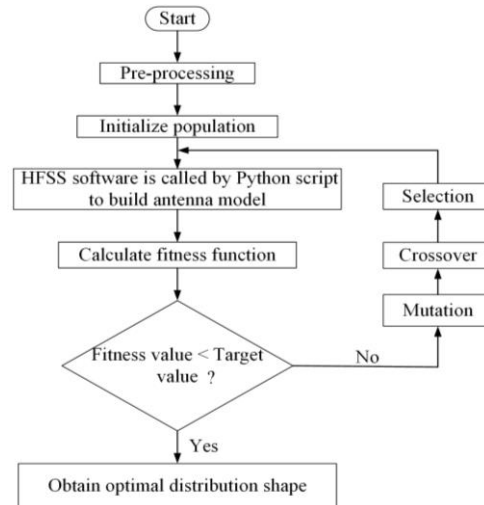 Start
Pre-processing
Initialize population
HFSS software is called by Python script
to build antenna model
Calculate fitness function
Fitness value < Target
value ?
No
Mutation
Crossover
Selection
Yes
Obtain optimal distribution shape